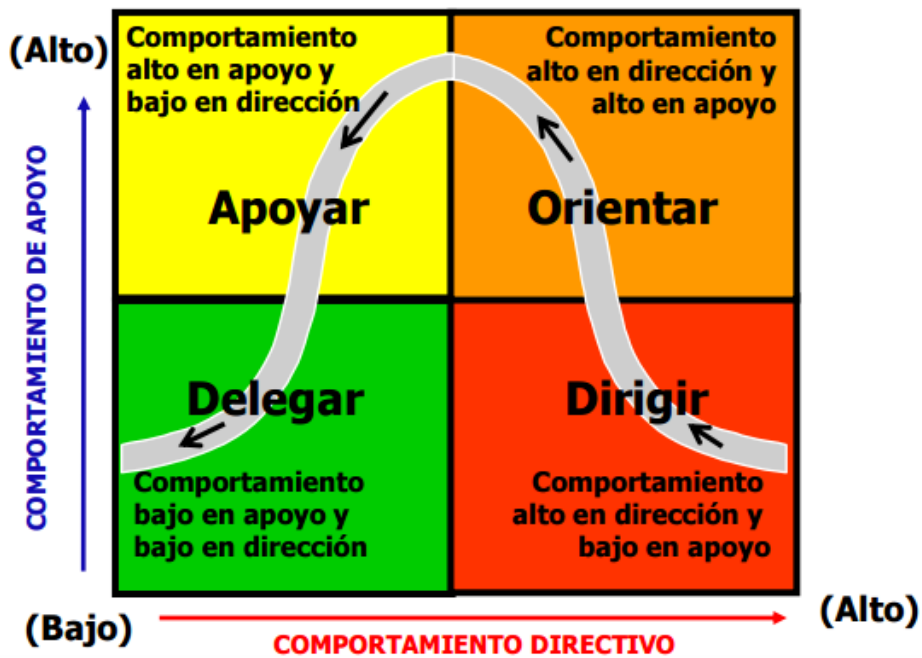 (Alto)
Comportamiento
alto en apoyo y
bajo en dirección
Comportamiento
alto en dirección y
alto en apoyo
Apoyar
Orientar
COMPORTAMIENTO DE APOYO
Delegar
Dirigir
Comportamiento
bajo en apoyo y
bajo en dirección
Comportamiento
alto en dirección y
bajo en apoyo
(Bajo)
(Alto)
COMPORTAMIENTO DIRECTIVO